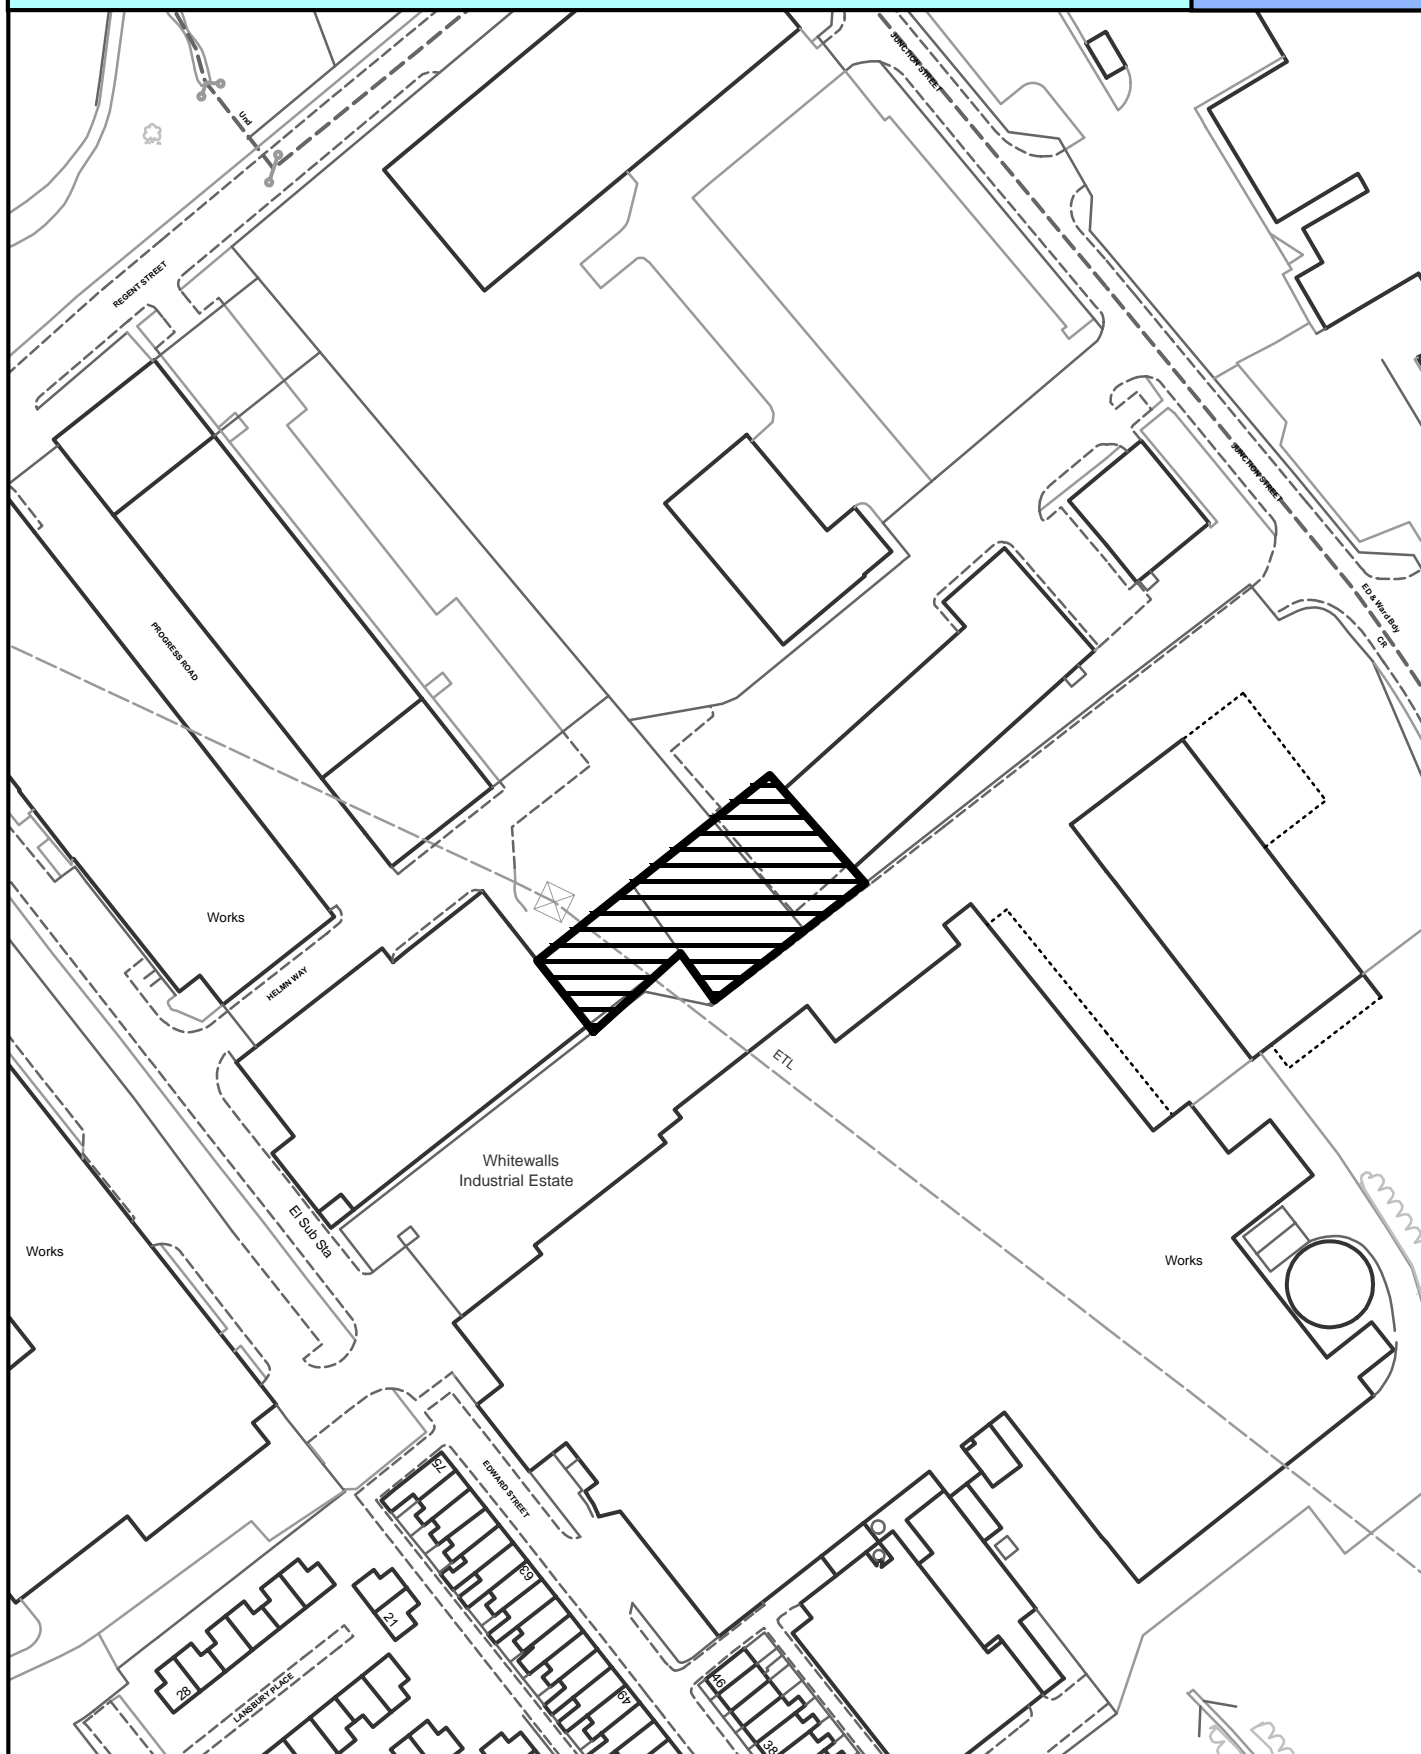 JUNCTION STREET
Und
REGENT STREET
JUNCTION STREET
ED & Ward Bdy
CR
PROGRESS ROAD
Works
HELMN WAY
ETL
Whitewalls
Industrial Estate
El Sub Sta
Works
Works
75
EDWARD STREET
63
21
28
LANSBURY PLACE
49
46
38